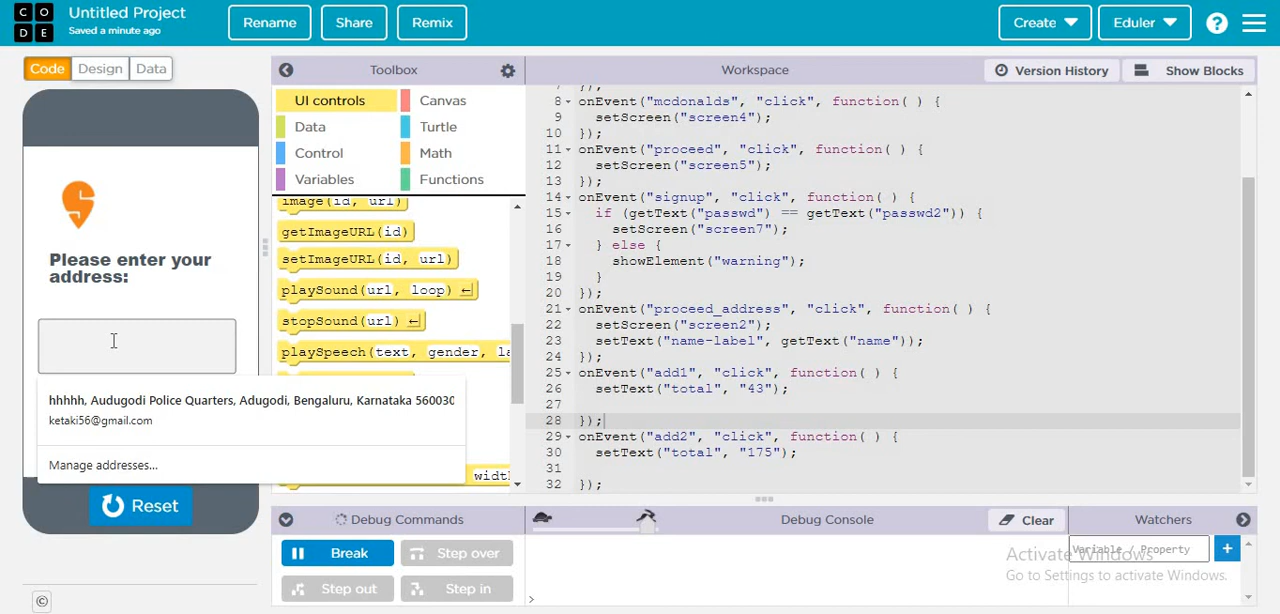 C O
D E
Untitled Project
Saved a minute ago
Rename
Share
Remix
Create
Eduler
?
Code
Design
Data
Toolbox
Workspace
Version History
Show Blocks
UI controls
Canvas
Data
Turtle
Control
Math
Variables
Functions
image(id, url)
getImageURL(id)
setImageURL(id, url)
playSound(url, loop)
stopSound(url)
playSpeech(text, gender, la
width
Please enter your
address:
hhhhh, Audugodi Police Quarters, Adugodi, Bengaluru, Karnataka 560030
ketaki56@gmail.com
Manage addresses...
Reset
©
7 });
8 onEvent("mcdonalds", "click", function( ) {
9 setScreen("screen4");
10 });
11 onEvent("proceed", "click", function( ) {
12 setScreen("screen5");
13 });
14 onEvent("signup", "click", function( ) {
15 if (getText("passwd") == getText("passwd2")) {
16 setScreen("screen7");
17 } else {
18 showElement("warning");
19 }
20 });
21 onEvent("proceed_address", "click", function( ) {
22 setScreen("screen2");
23 setText("name-label", getText("name"));
24 });
25 onEvent("add1", "click", function( ) {
26 setText("total", "43");
27
28 });
29 onEvent("add2", "click", function( ) {
30 setText("total", "175");
31
32 });
Debug Commands
Debug Console
Clear
Watchers
Break
Step over
Step out
Step in
Variable / Property
+
>
Activate Windows
Go to Settings to activate Windows.